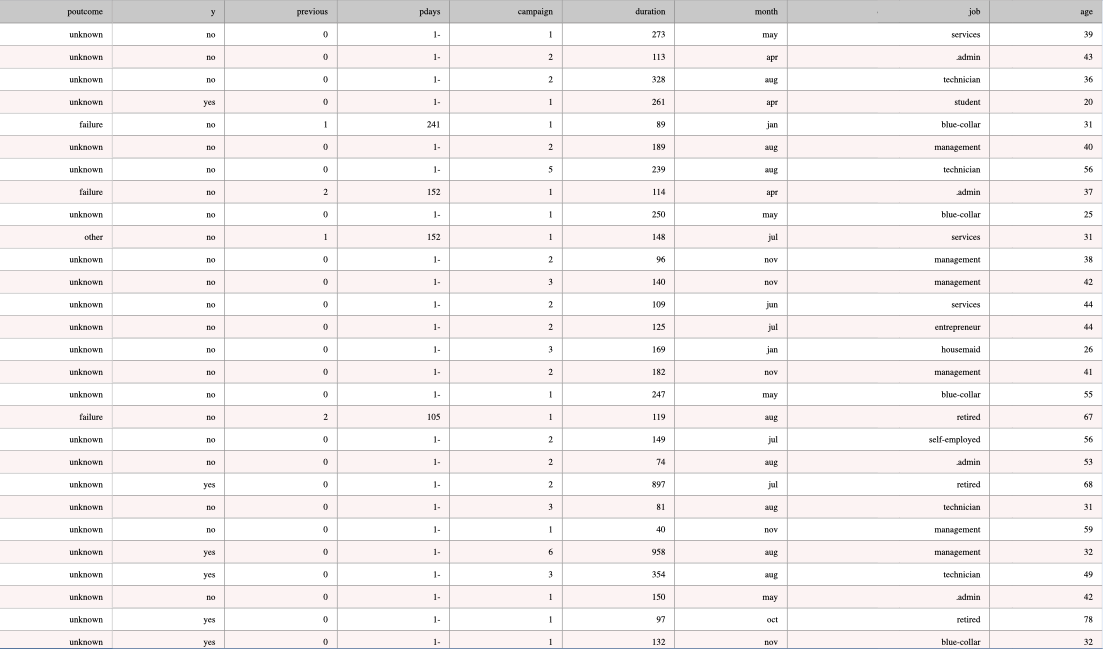 poutcome y previous pdays campaign duration month job age
unknown no 0 1- 1 273 may services 39
unknown no 0 1- 2 113 apr .admin 43
unknown no 0 1- 2 328 aug technician 36
unknown yes 0 1- 1 261 apr student 20
failure no 1 241 1 89 jan blue-collar 31
unknown no 0 1- 2 189 aug management 40
unknown no 0 1- 5 239 aug technician 56
failure no 2 152 1 114 apr .admin 37
unknown no 0 1- 1 250 may blue-collar 25
other no 1 152 1 148 jul services 31
unknown no 0 1- 2 96 nov management 38
unknown no 0 1- 3 140 nov management 42
unknown no 0 1- 2 109 jun services 44
unknown no 0 1- 2 125 jul entrepreneur 44
unknown no 0 1- 3 169 jan housemaid 26
unknown no 0 1- 2 182 nov management 41
unknown no 0 1- 1 247 may blue-collar 55
failure no 2 105 1 119 aug retired 67
unknown no 0 1- 2 149 jul self-employed 56
unknown no 0 1- 2 74 aug .admin 53
unknown yes 0 1- 2 897 jul retired 68
unknown no 0 1- 3 81 aug technician 31
unknown no 0 1- 1 40 nov management 59
unknown yes 0 1- 6 958 aug management 32
unknown yes 0 1- 3 354 aug technician 49
unknown no 0 1- 1 150 may .admin 42
unknown yes 0 1- 1 97 oct retired 78
unknown yes 0 1- 1 132 nov blue-collar 32